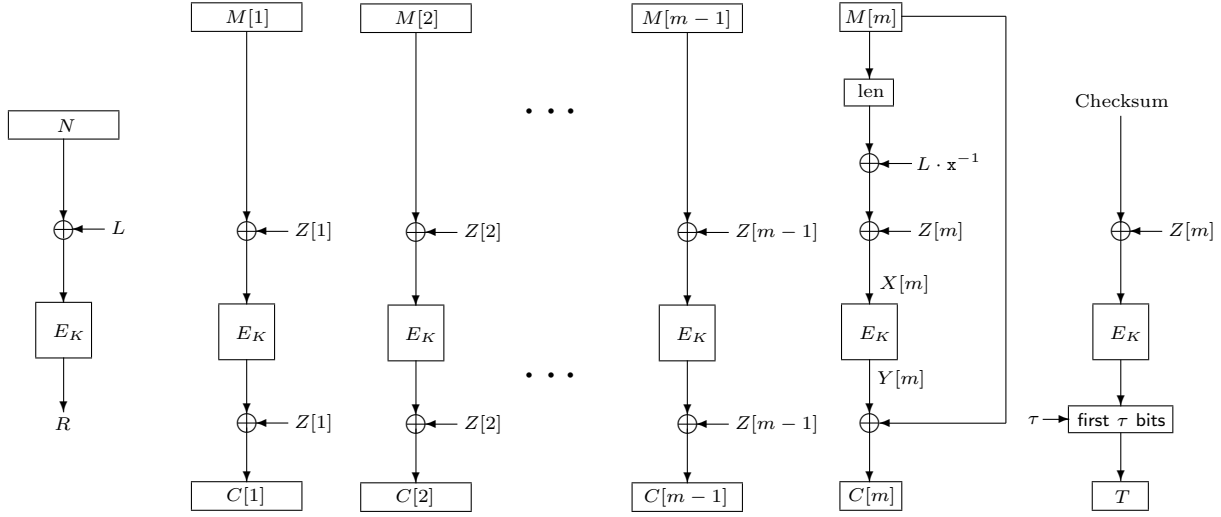 M[1] M[2] M[m − 1] M[m]
len
Checksum
N
L · x⁻¹
L Z[1] Z[2] Z[m − 1] Z[m] Z[m]
X[m]
E_K E_K E_K E_K E_K E_K
Y[m]
R Z[1] Z[2] Z[m − 1] τ first τ bits
C[1] C[2] C[m − 1] C[m] T